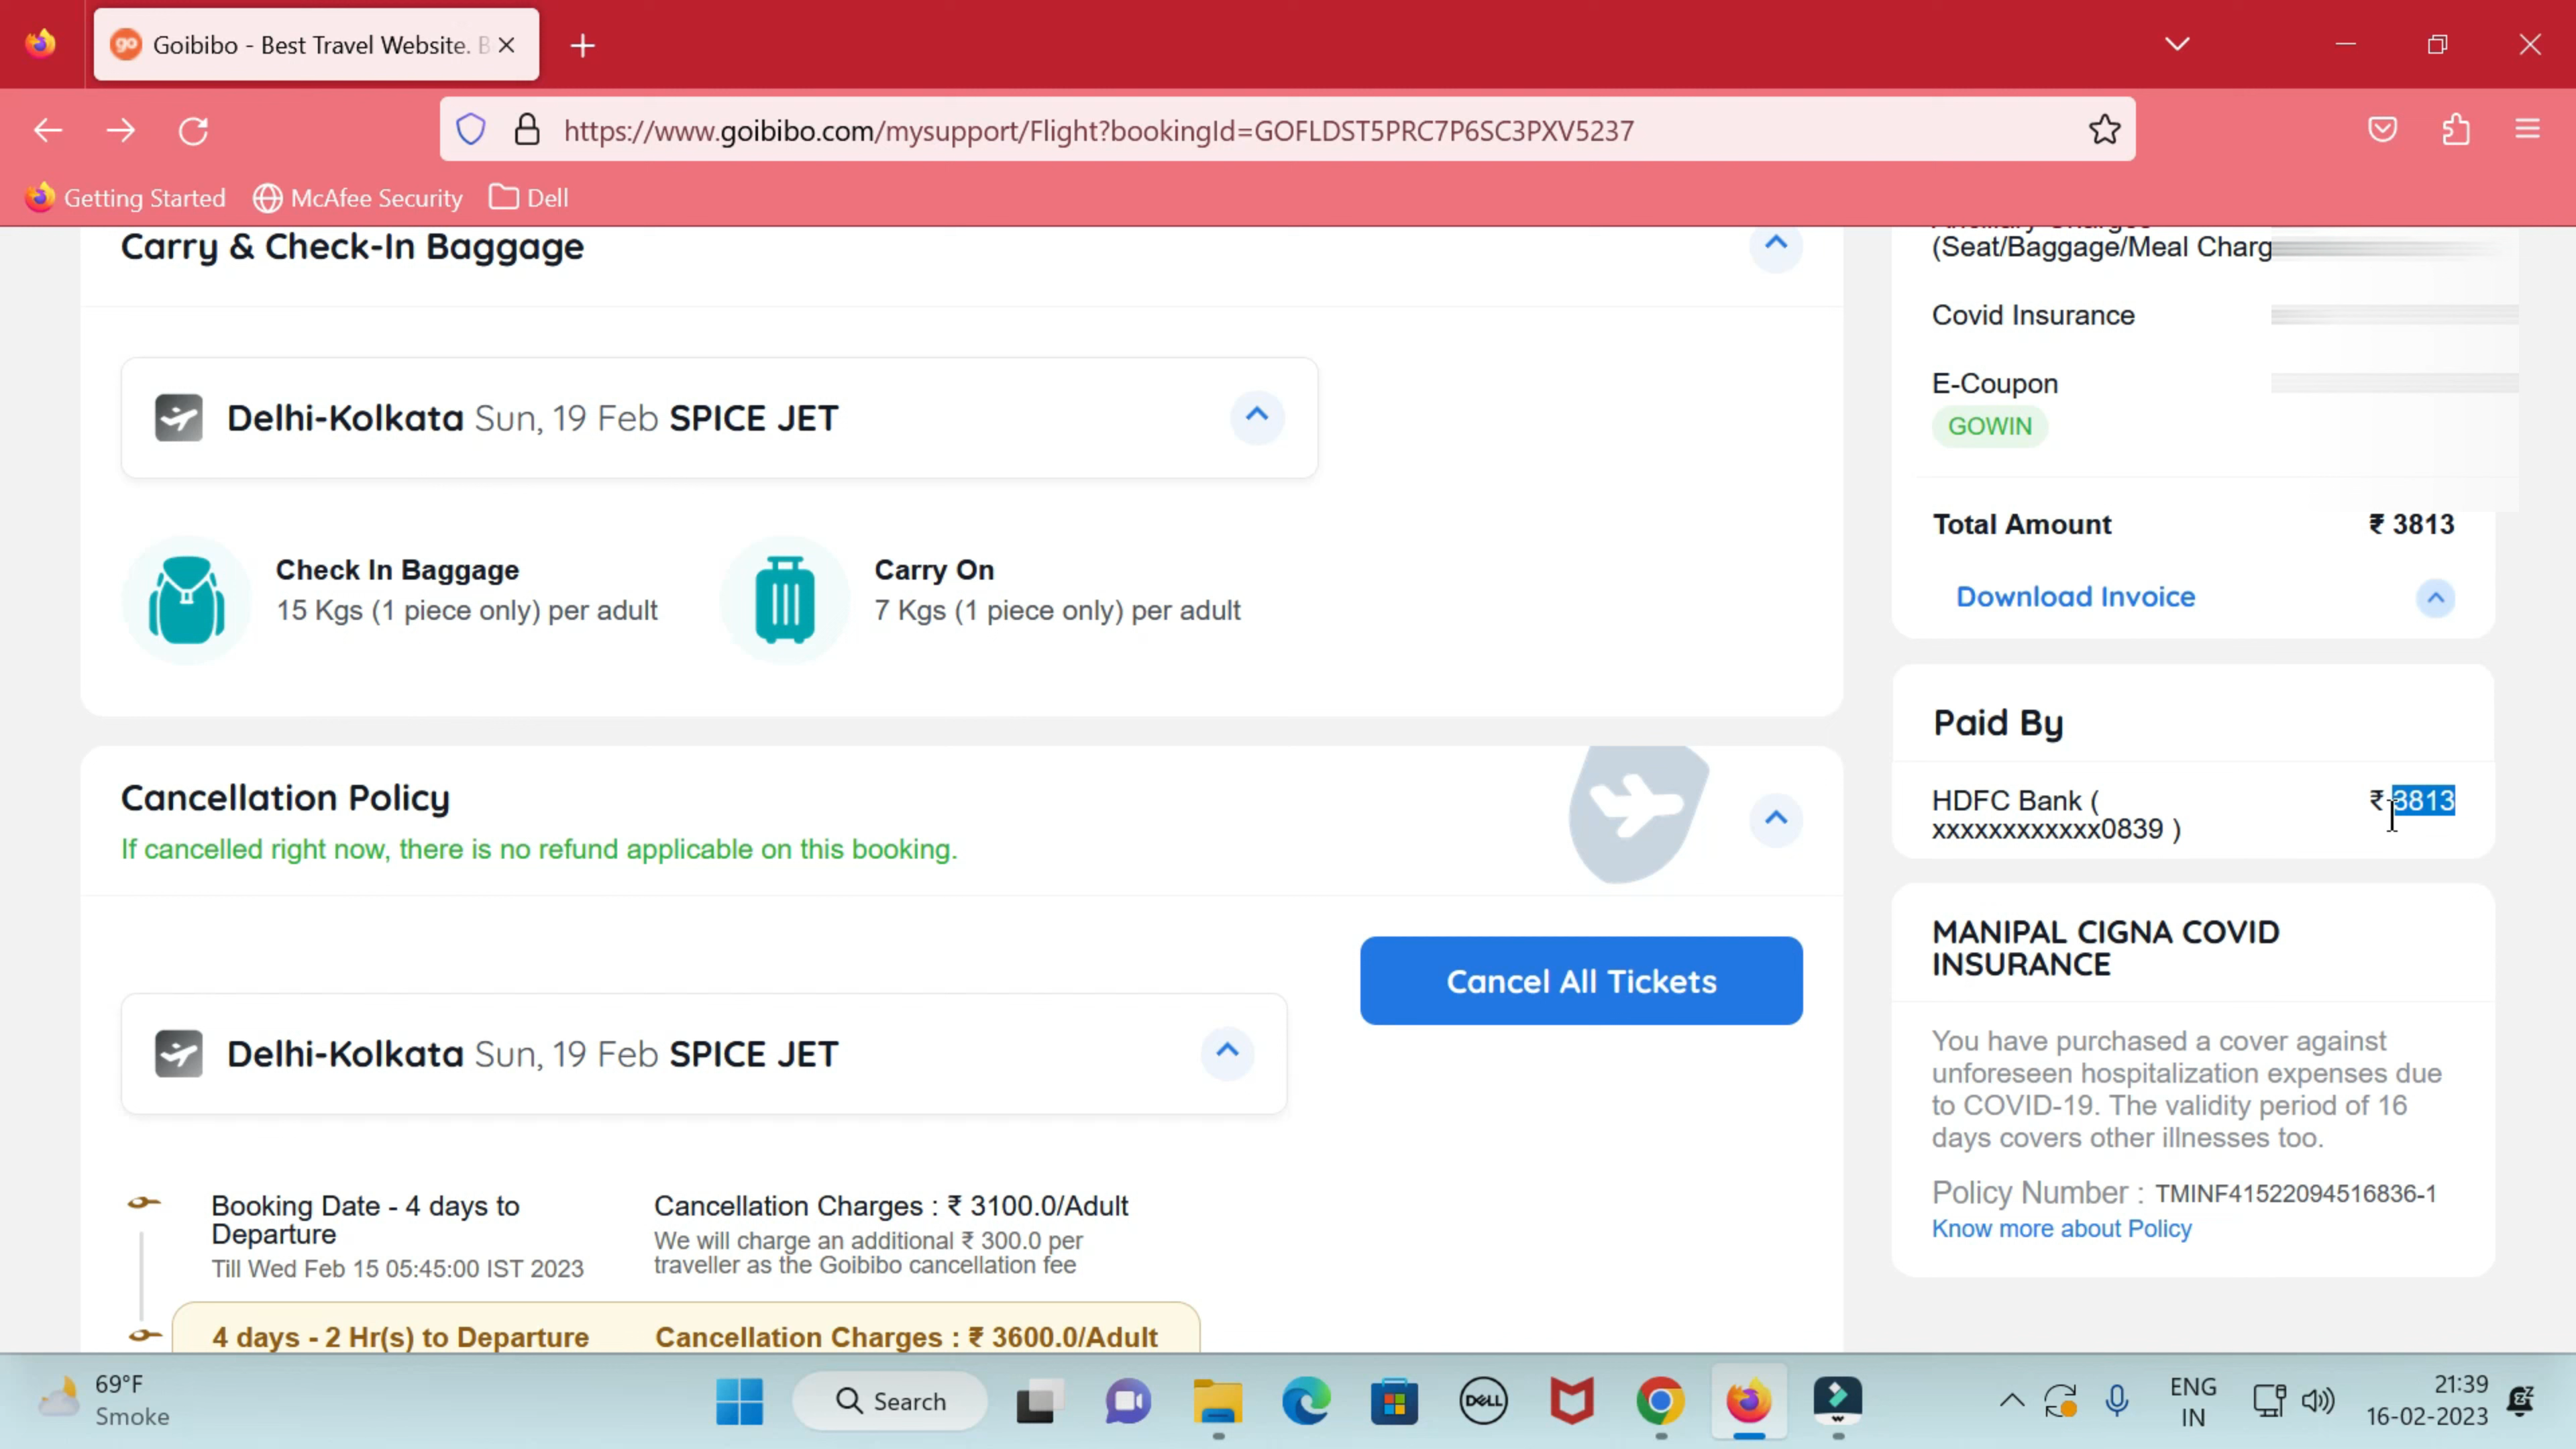 Goibibo - Best Travel Website. B
https://www.goibibo.com/mysupport/Flight?bookingId=GOFLDST5PRC7P6SC3PXV5237
Getting Started
McAfee Security
Dell
Carry & Check-In Baggage
Delhi-Kolkata Sun, 19 Feb SPICE JET
Check In Baggage
15 Kgs (1 piece only) per adult
Carry On
7 Kgs (1 piece only) per adult
Cancellation Policy
If cancelled right now, there is no refund applicable on this booking.
Cancel All Tickets
Delhi-Kolkata Sun, 19 Feb SPICE JET
Booking Date - 4 days to
Departure
Till Wed Feb 15 05:45:00 IST 2023
Cancellation Charges : ₹ 3100.0/Adult
We will charge an additional ₹ 300.0 per
traveller as the Goibibo cancellation fee
4 days - 2 Hr(s) to Departure
Cancellation Charges : ₹ 3600.0/Adult
(Seat/Baggage/Meal Charg
Covid Insurance
E-Coupon
GOWIN
Total Amount ₹ 3813
Download Invoice
Paid By
HDFC Bank ( ₹ 3813
xxxxxxxxxxxx0839 )
MANIPAL CIGNA COVID
INSURANCE
You have purchased a cover against
unforeseen hospitalization expenses due
to COVID-19. The validity period of 16
days covers other illnesses too.
Policy Number : TMINF41522094516836-1
Know more about Policy
69°F
Smoke
Search
DELL
ENG
IN
21:39
16-02-2023